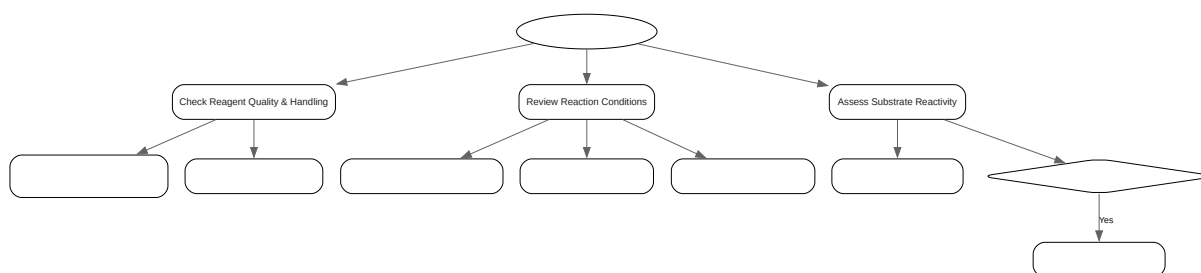 Check Reagent Quality & Handling
Review Reaction Conditions
Assess Substrate Reactivity
Yes